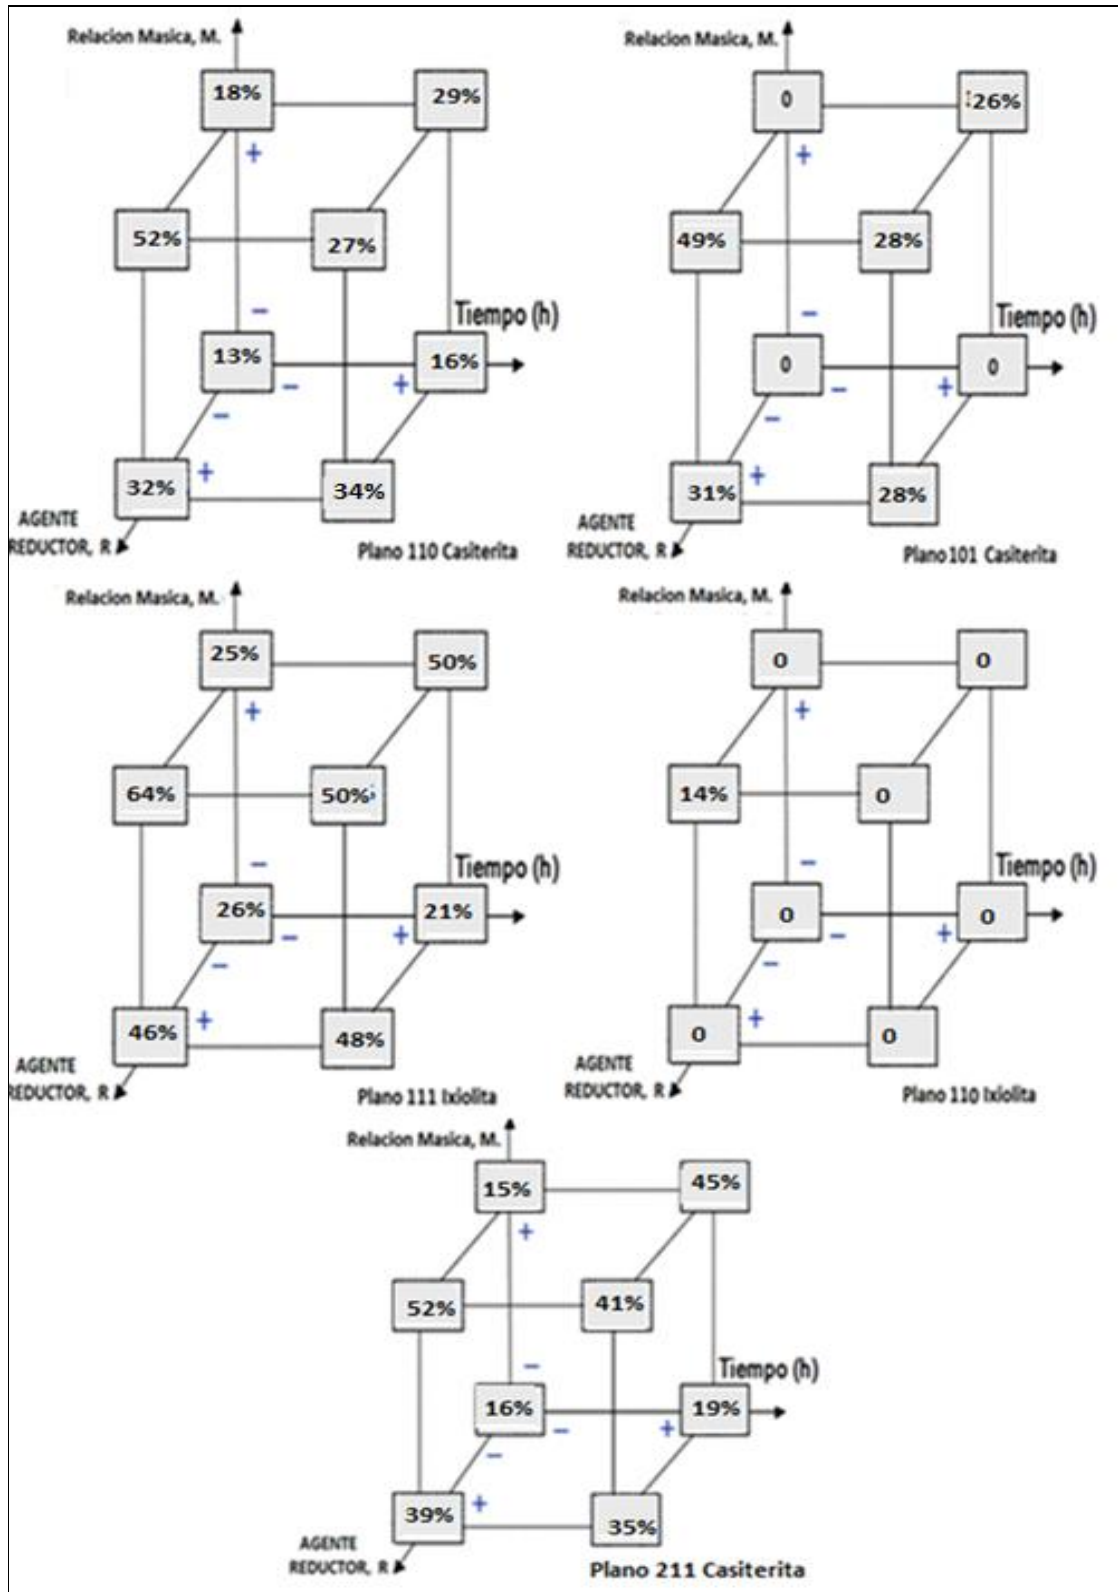 Relacion Masica, M.
18%
29%
+
52%
27%
−
Tiempo (h)
13%
16%
−
+
−
+
32%
34%
AGENTE
REDUCTOR, R
Plano 110 Casiterita
Relacion Masica, M.
0
26%
+
49%
28%
−
Tiempo (h)
0
0
−
+
−
+
31%
28%
AGENTE
REDUCTOR, R
Plano101 Casiterita
Relacion Masica, M.
25%
50%
+
64%
50%
−
Tiempo (h)
26%
21%
−
+
−
+
46%
48%
AGENTE
REDUCTOR, R
Plano 111 Ixiolita
Relacion Masica, M.
0
0
+
14%
0
−
Tiempo (h)
0
0
−
+
−
+
0
0
AGENTE
REDUCTOR, R
Plano 110 Ixiolita
Relacion Masica, M.
15%
45%
+
52%
41%
−
Tiempo (h)
16%
19%
−
+
−
+
39%
35%
AGENTE
REDUCTOR, R
Plano 211 Casiterita